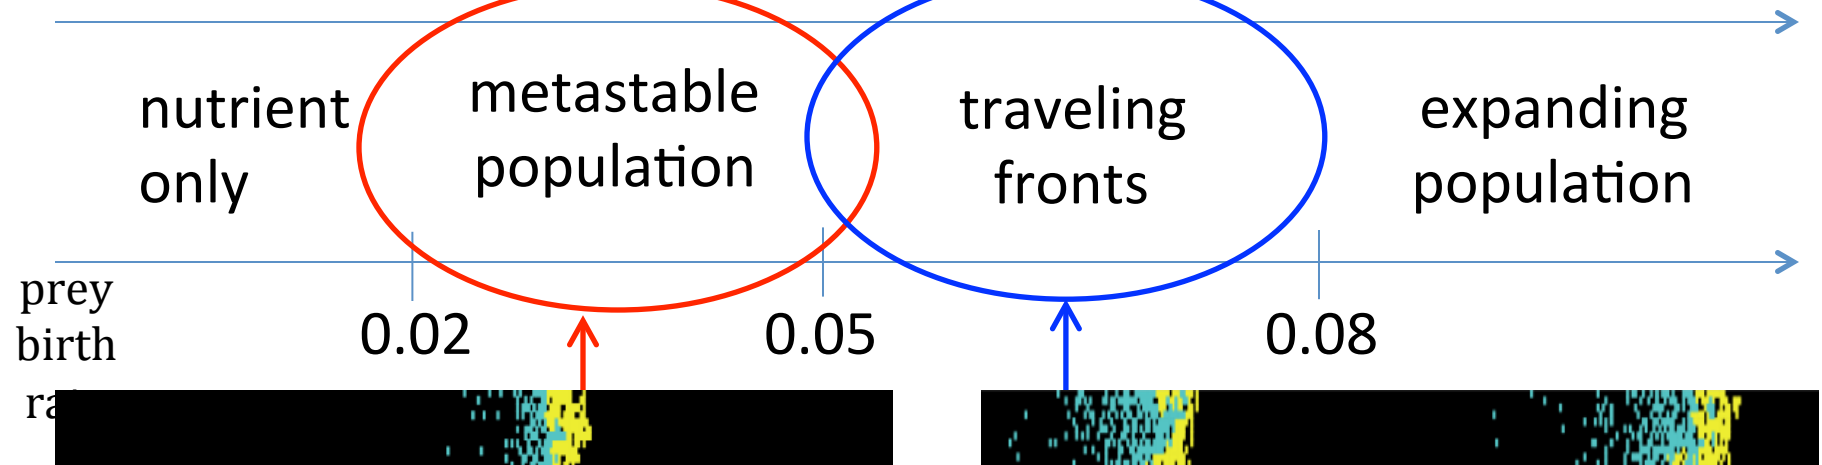 nutrient
only
metastable
population
traveling
fronts
expanding
population
prey
birth
0.02
0.05
0.08